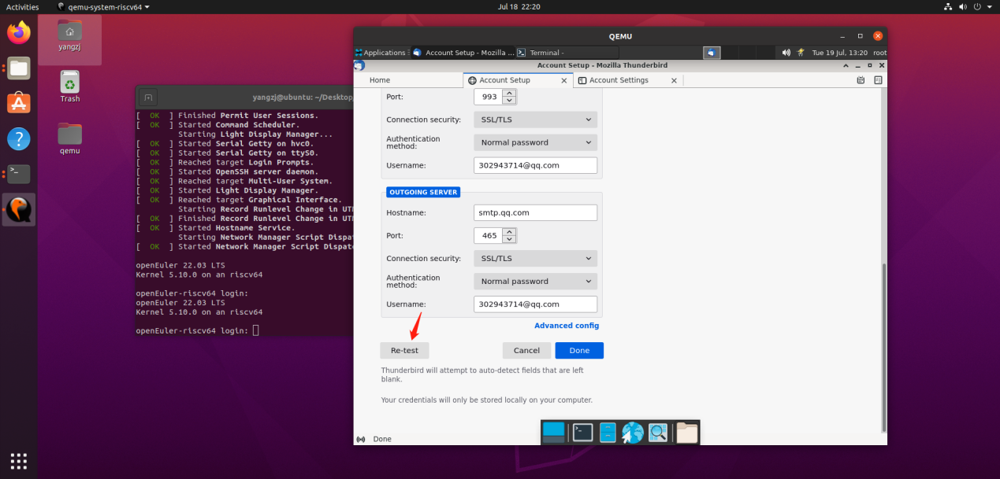 Activities
qemu-system-riscv64
Jul 18 22:20
yangzj
Trash
qemu
yangzj@ubuntu: ~/Desktop
[ OK ] Finished Permit User Sessions.
[ OK ] Started Command Scheduler.
Starting Light Display Manager...
[ OK ] Started Serial Getty on hvc0.
[ OK ] Started Serial Getty on ttyS0.
[ OK ] Reached target Login Prompts.
[ OK ] Started OpenSSH server daemon.
[ OK ] Reached target Multi-User System.
[ OK ] Started Light Display Manager.
[ OK ] Reached target Graphical Interface.
Starting Record Runlevel Change in UTM
[ OK ] Finished Record Runlevel Change in UTM
[ OK ] Started Hostname Service.
Starting Network Manager Script Dispat
[ OK ] Started Network Manager Script Dispatc
openEuler 22.03 LTS
Kernel 5.10.0 on an riscv64
openEuler-riscv64 login:
openEuler 22.03 LTS
Kernel 5.10.0 on an riscv64
openEuler-riscv64 login:
QEMU
Applications
Account Setup - Mozilla ...
Terminal -
Tue 19 Jul, 13:20 root
Account Setup - Mozilla Thunderbird
Home
Account Setup
Account Settings
Port: 993
Connection security: SSL/TLS
Authentication
method: Normal password
Username: 302943714@qq.com
OUTGOING SERVER
Hostname: smtp.qq.com
Port: 465
Connection security: SSL/TLS
Authentication
method: Normal password
Username: 302943714@qq.com
Advanced config
Re-test
Cancel
Done
Thunderbird will attempt to auto-detect fields that are left
blank.
Your credentials will only be stored locally on your computer.
Done